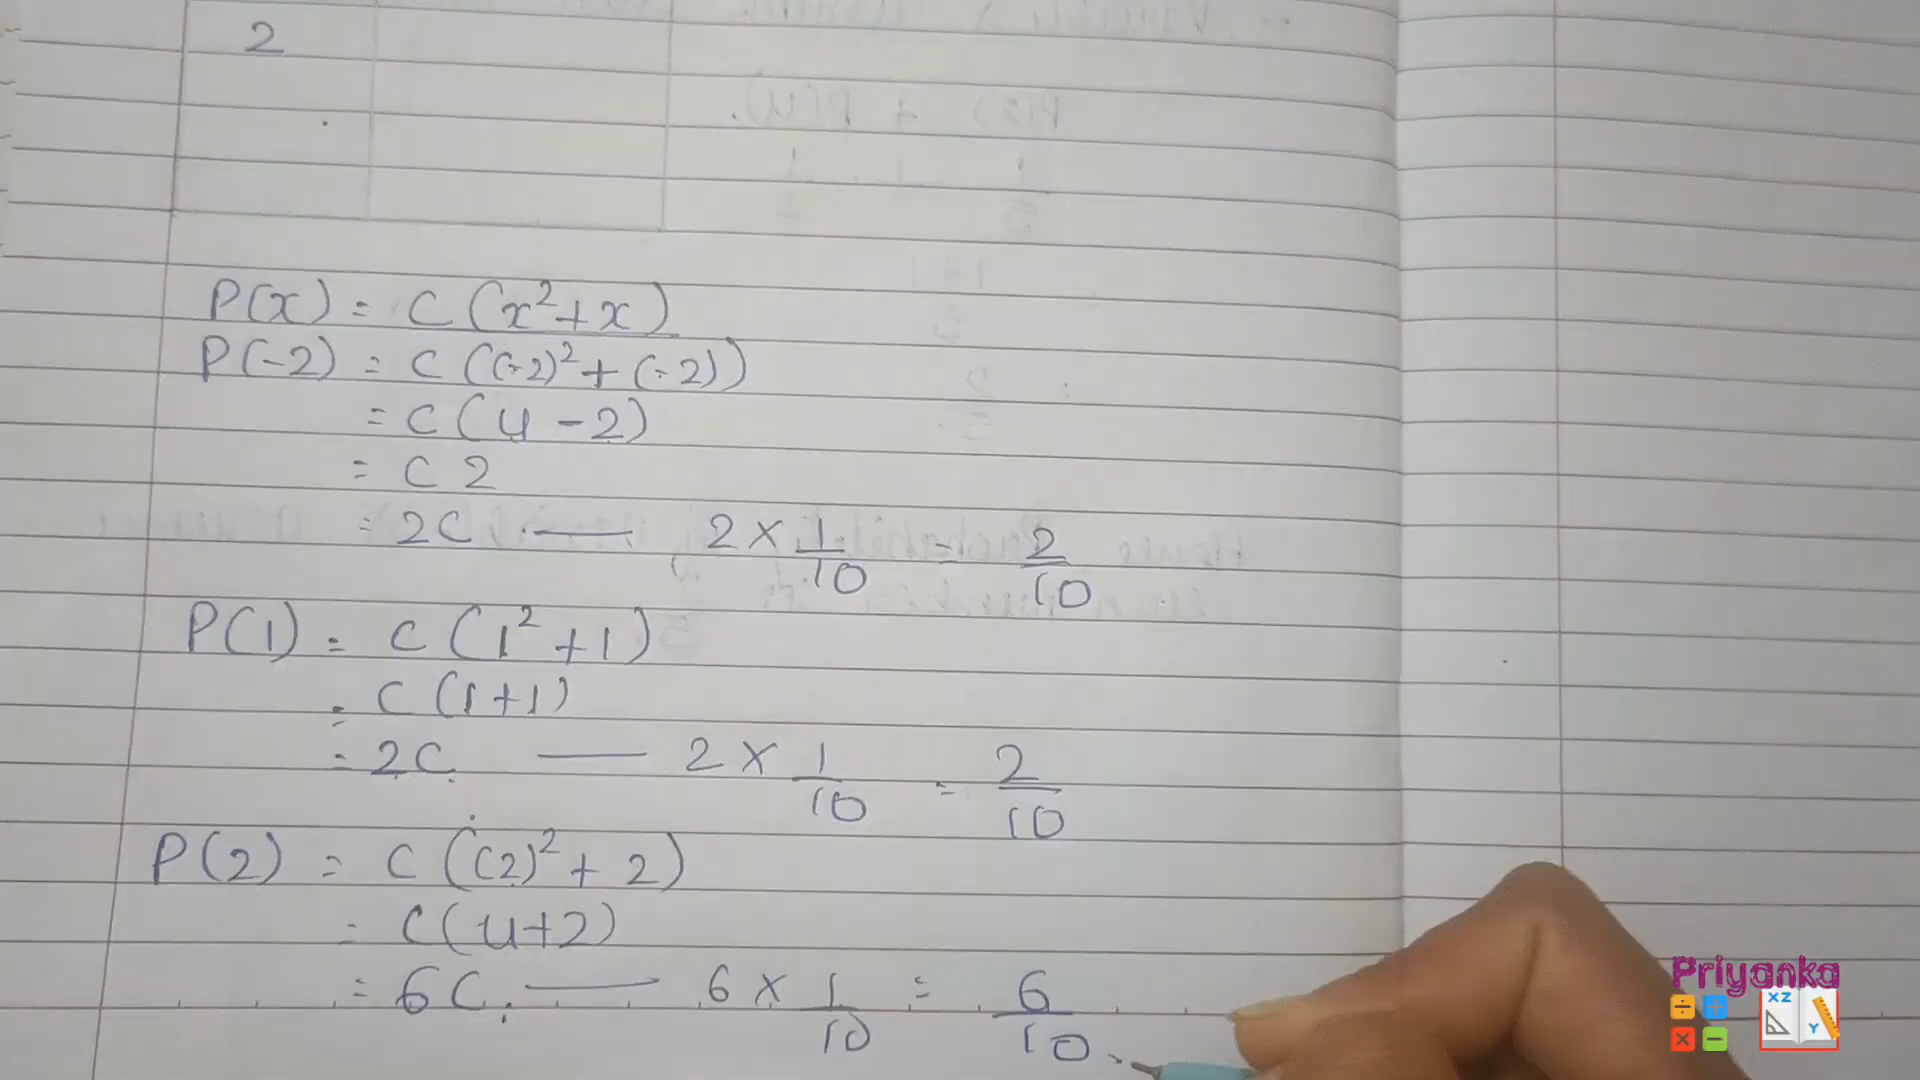 2
P(x) = C(x²+x)
P(-2) = C((-2)²+(-2))
= C(4-2)
= C 2
= 2C — 2 × 1/10 = 2/10
P(1) = C(1²+1)
= C(1+1)
= 2C — 2 × 1/10 = 2/10
P(2) = C((2)²+2)
= C(4+2)
= 6C — 6 × 1/10 = 6/10
Priyanka
XZ
Y